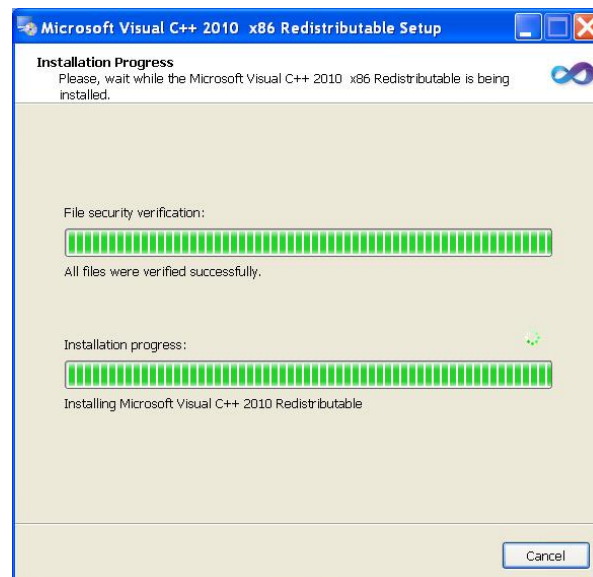 Microsoft Visual C++ 2010  x86 Redistributable Setup
Installation Progress
Please, wait while the Microsoft Visual C++ 2010  x86 Redistributable is being
installed.
File security verification:
All files were verified successfully.
Installation progress:
Installing Microsoft Visual C++ 2010 Redistributable
Cancel